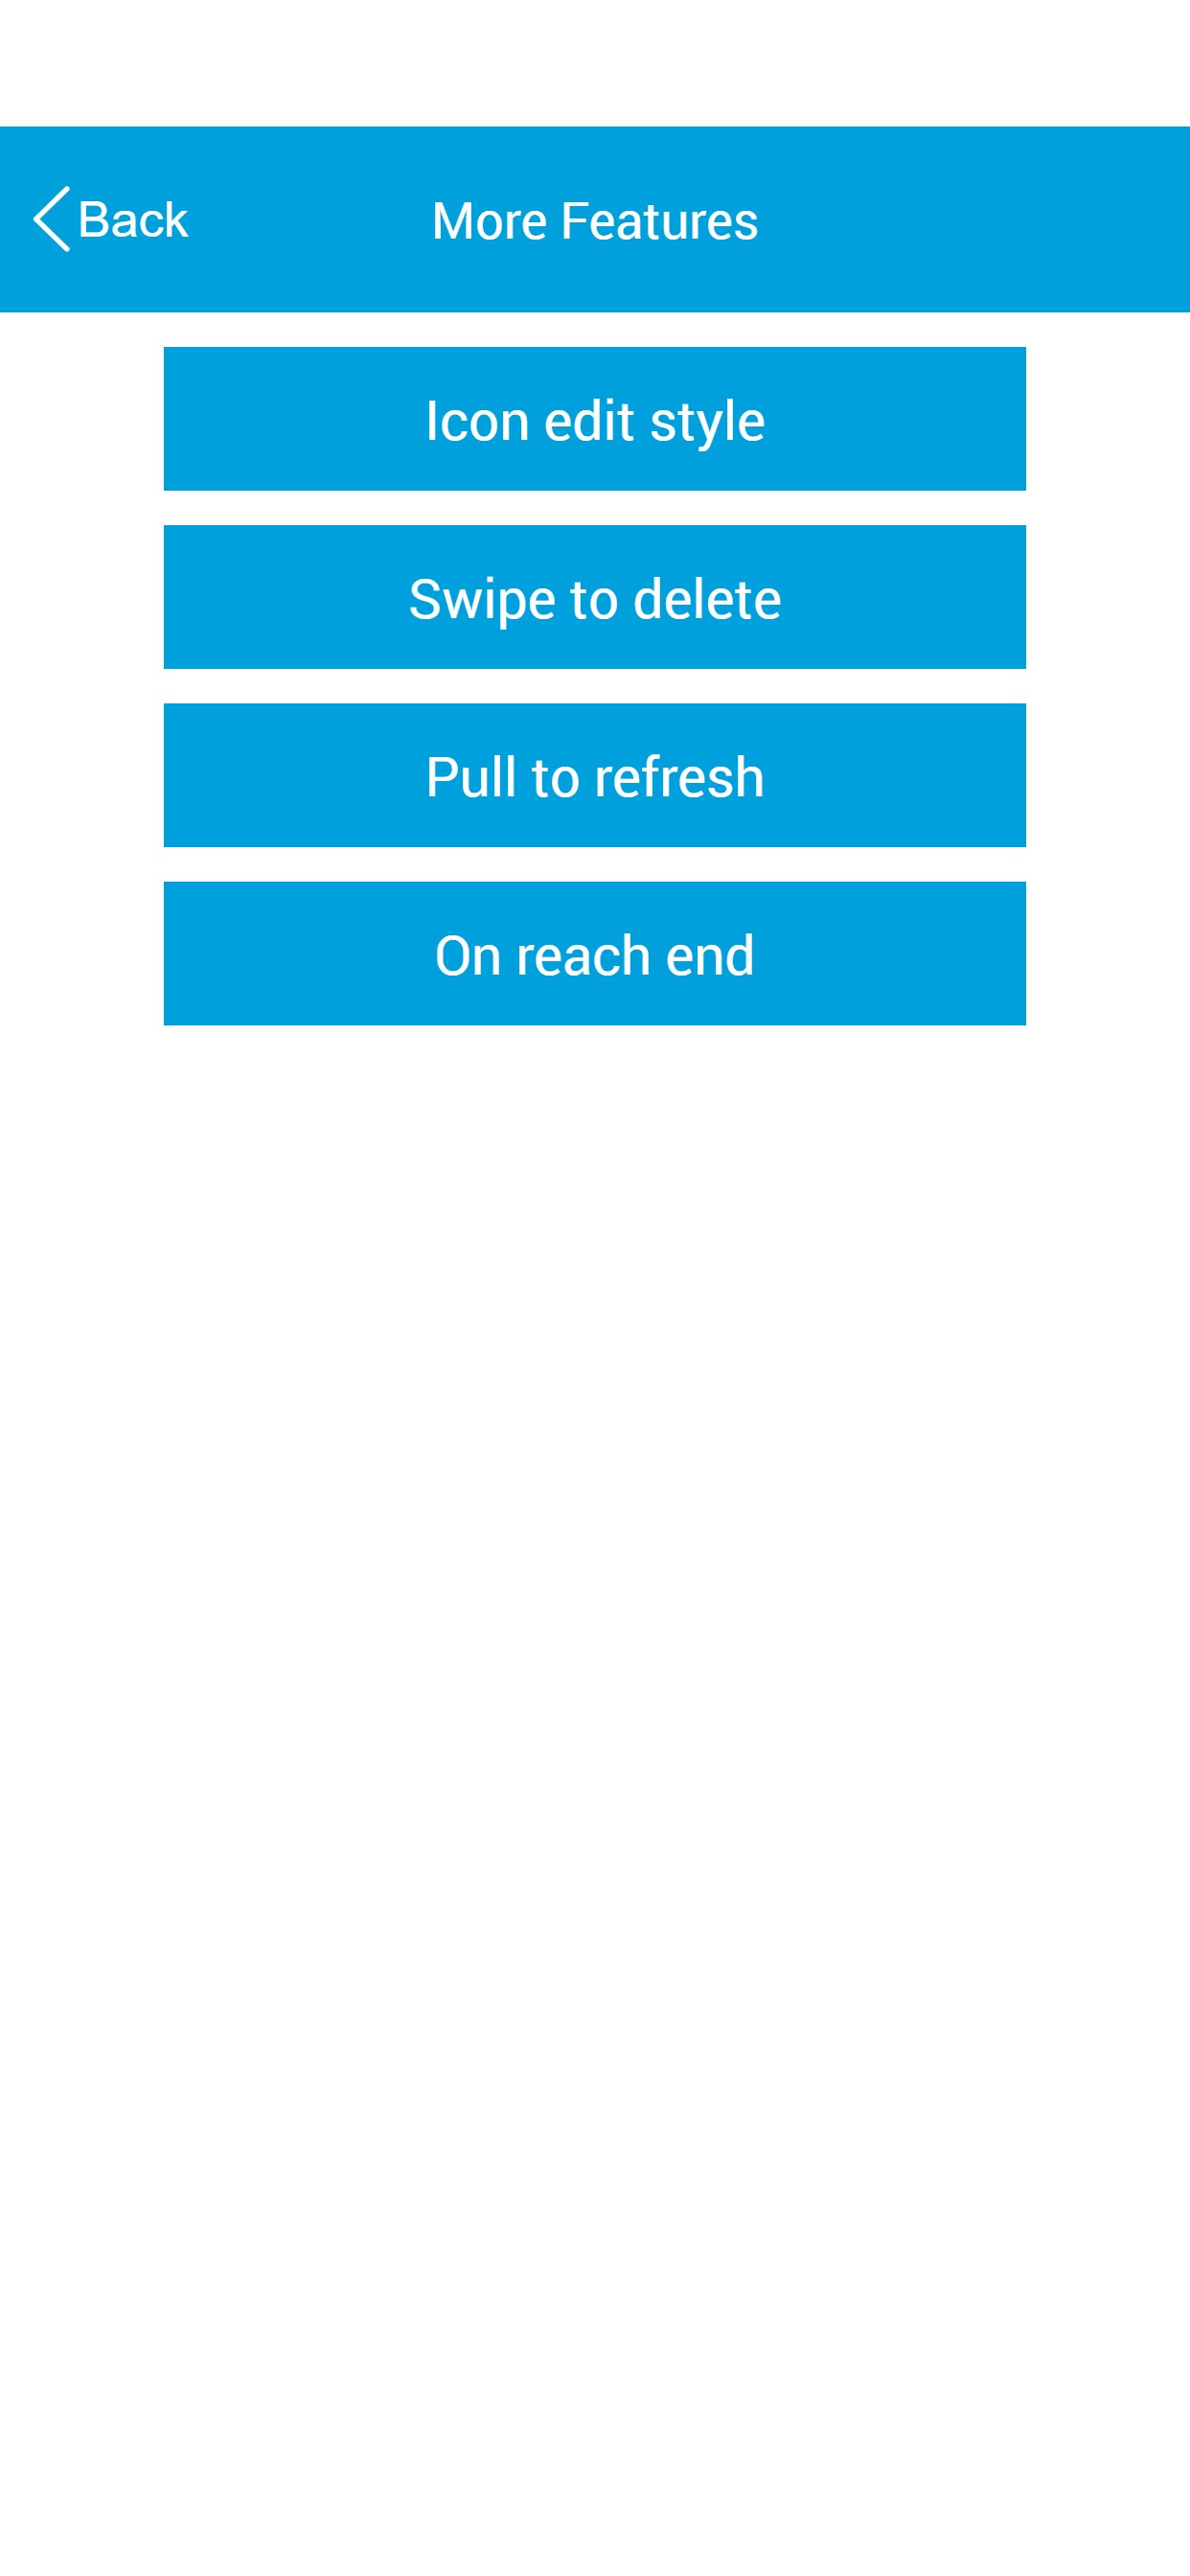 Back
More Features
Icon edit style
Swipe to delete
Pull to refresh
On reach end